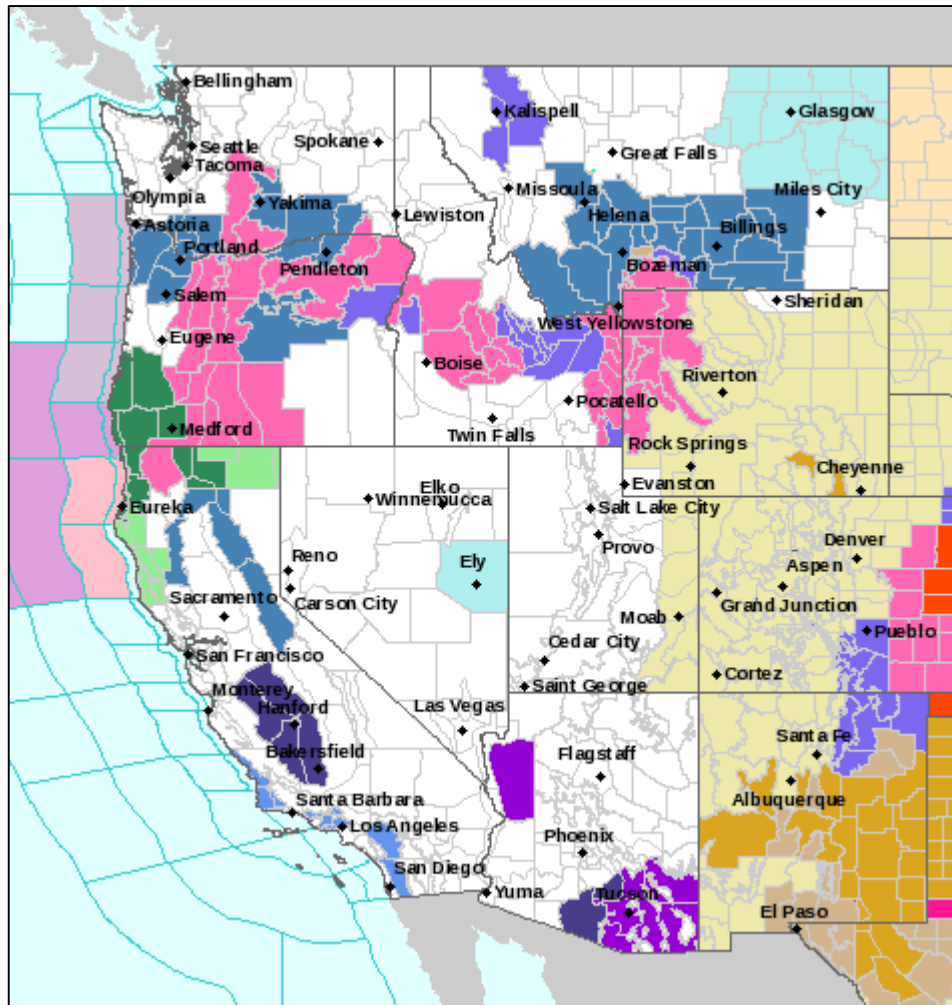 Bellingham
Kalispell
Glasgow
Seattle
Spokane
Great Falls
Tacoma
Olympia
Missoula
Miles City
Yakima
Lewiston
Helena
Astoria
Billings
Portland
Pendleton
Bozeman
Salem
Sheridan
West Yellowstone
Eugene
Boise
Riverton
Pocatello
Medford
Twin Falls
Rock Springs
Cheyenne
Elko
Evanston
Winnemucca
Eureka
Salt Lake City
Denver
Provo
Reno
Ely
Aspen
Carson City
Grand Junction
Sacramento
Moab
Pueblo
Cedar City
San Francisco
Cortez
Saint George
Monterey
Hanford
Las Vegas
Santa Fe
Bakersfield
Flagstaff
Albuquerque
Santa Barbara
Los Angeles
Phoenix
San Diego
Yuma
Tucson
El Paso